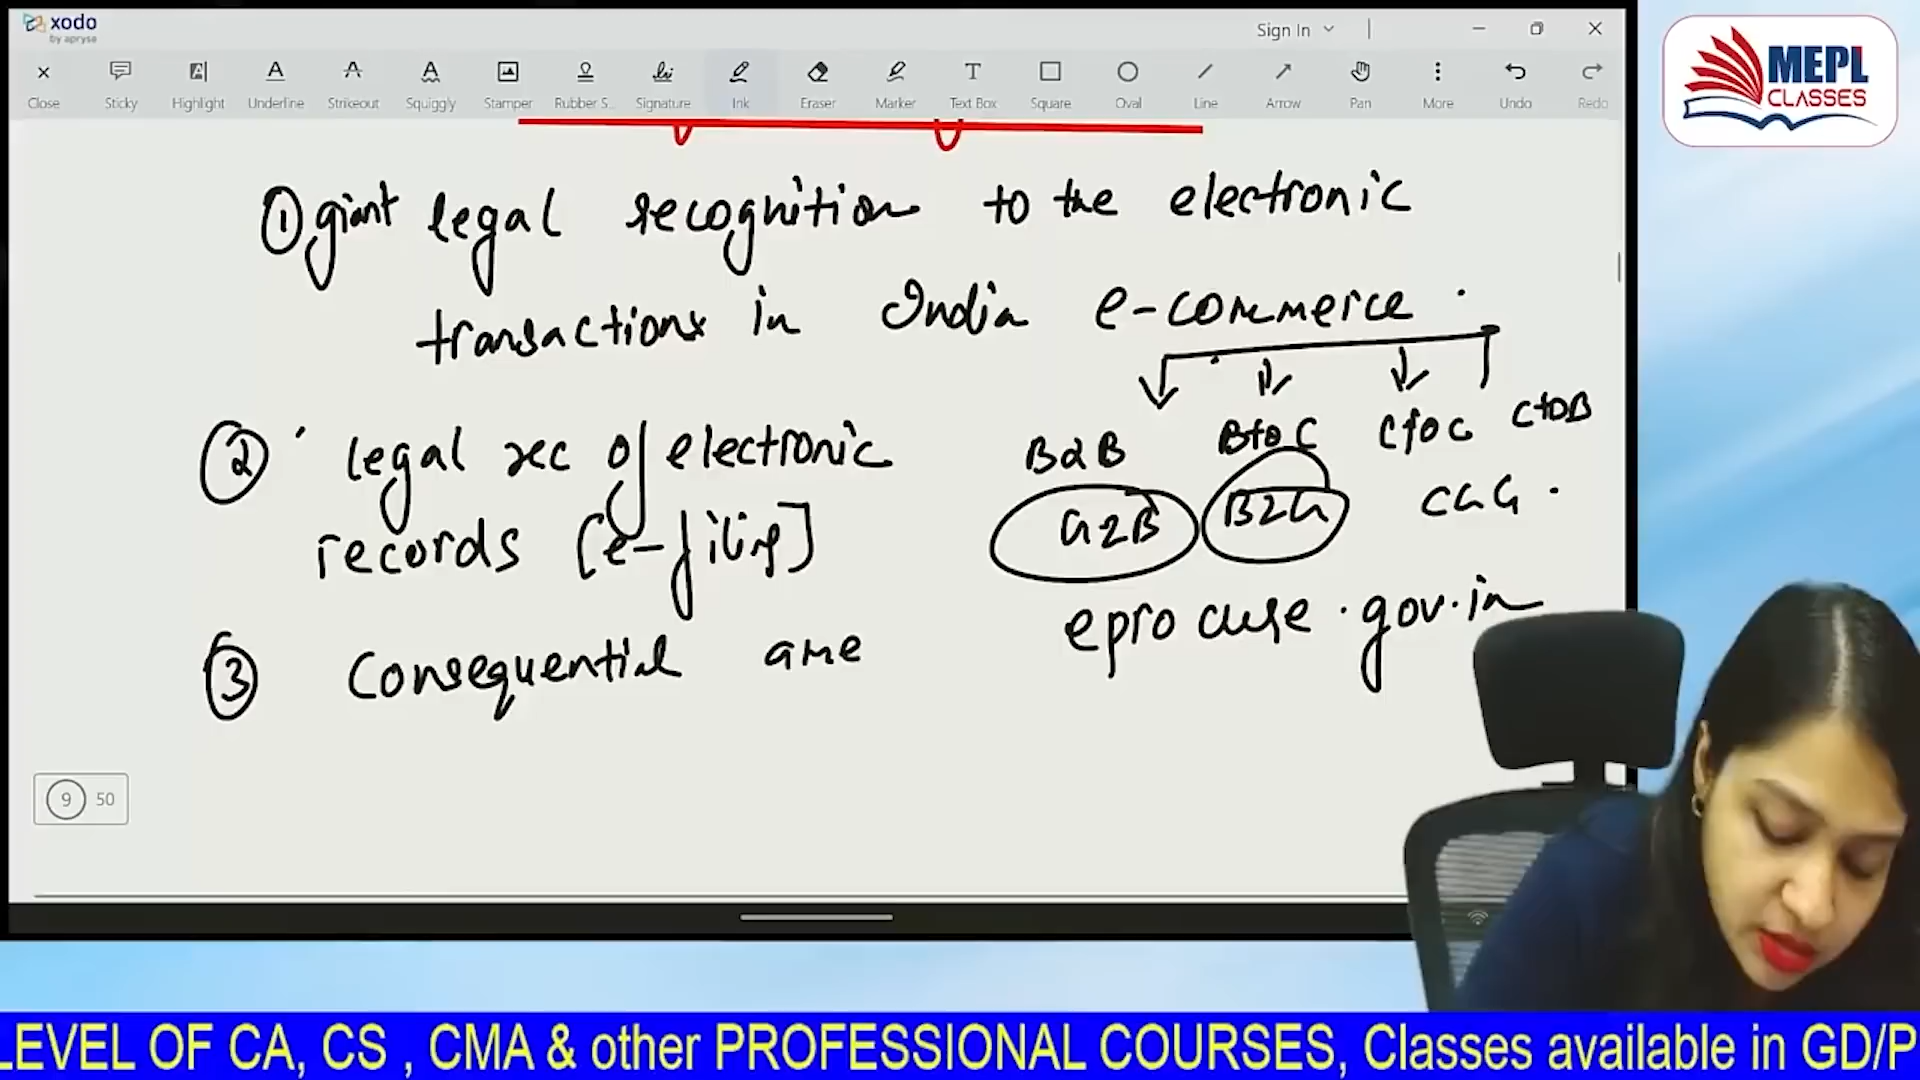 xodo
by apryse
Sign In
Close Sticky Highlight Underline Strikeout Squiggly Stamper Rubber S... Signature Ink Eraser Marker Text Box Square Oval Line Arrow Pan More Undo Redo
MEPL
CLASSES
① grant legal recognition to the electronic
transactions in India e-commerce.
B2B BtoC CtoC CtoB
② legal rec of electronic
G2B B2G C2G.
records [e-filing]
eprocure.gov.in
③ Consequential ame
9 50
LEVEL OF CA, CS , CMA & other PROFESSIONAL COURSES, Classes available in GD/P